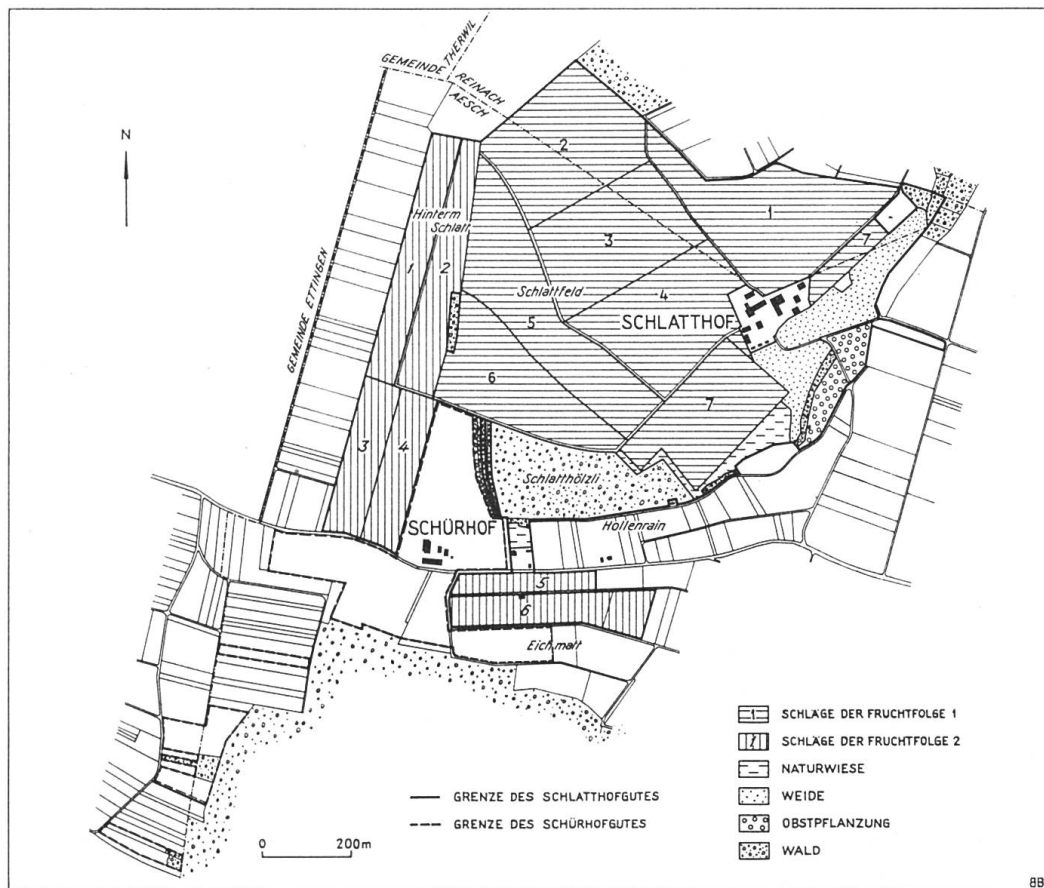 GEMEINDE THERWIL
REINACH
AESCH
N
GEMEINDE ETTINGEN
2
1
Hinterm
Schlatt
3
7
1
2
Schlattfeld
4
SCHLATTHOF
5
6
7
3
4
Schlatthölzli
SCHÜRHOF
Hollenrain
5
6
Eichmatt
1 SCHLÄGE DER FRUCHTFOLGE 1
1 SCHLÄGE DER FRUCHTFOLGE 2
NATURWIESE
WEIDE
OBSTPFLANZUNG
WALD
GRENZE DES SCHLATTHOFGUTES
GRENZE DES SCHÜRHOFGUTES
0 200m
8B